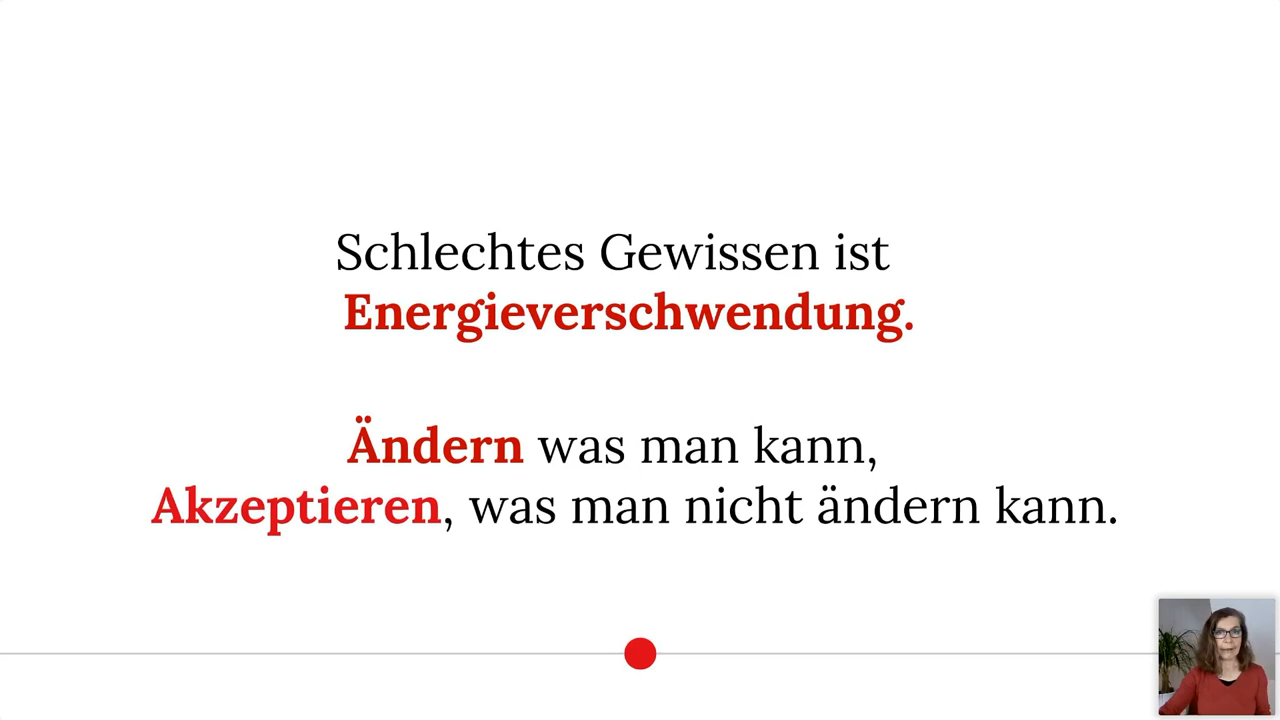 Schlechtes Gewissen ist
Energieverschwendung.
Ändern was man kann,
Akzeptieren, was man nicht ändern kann.